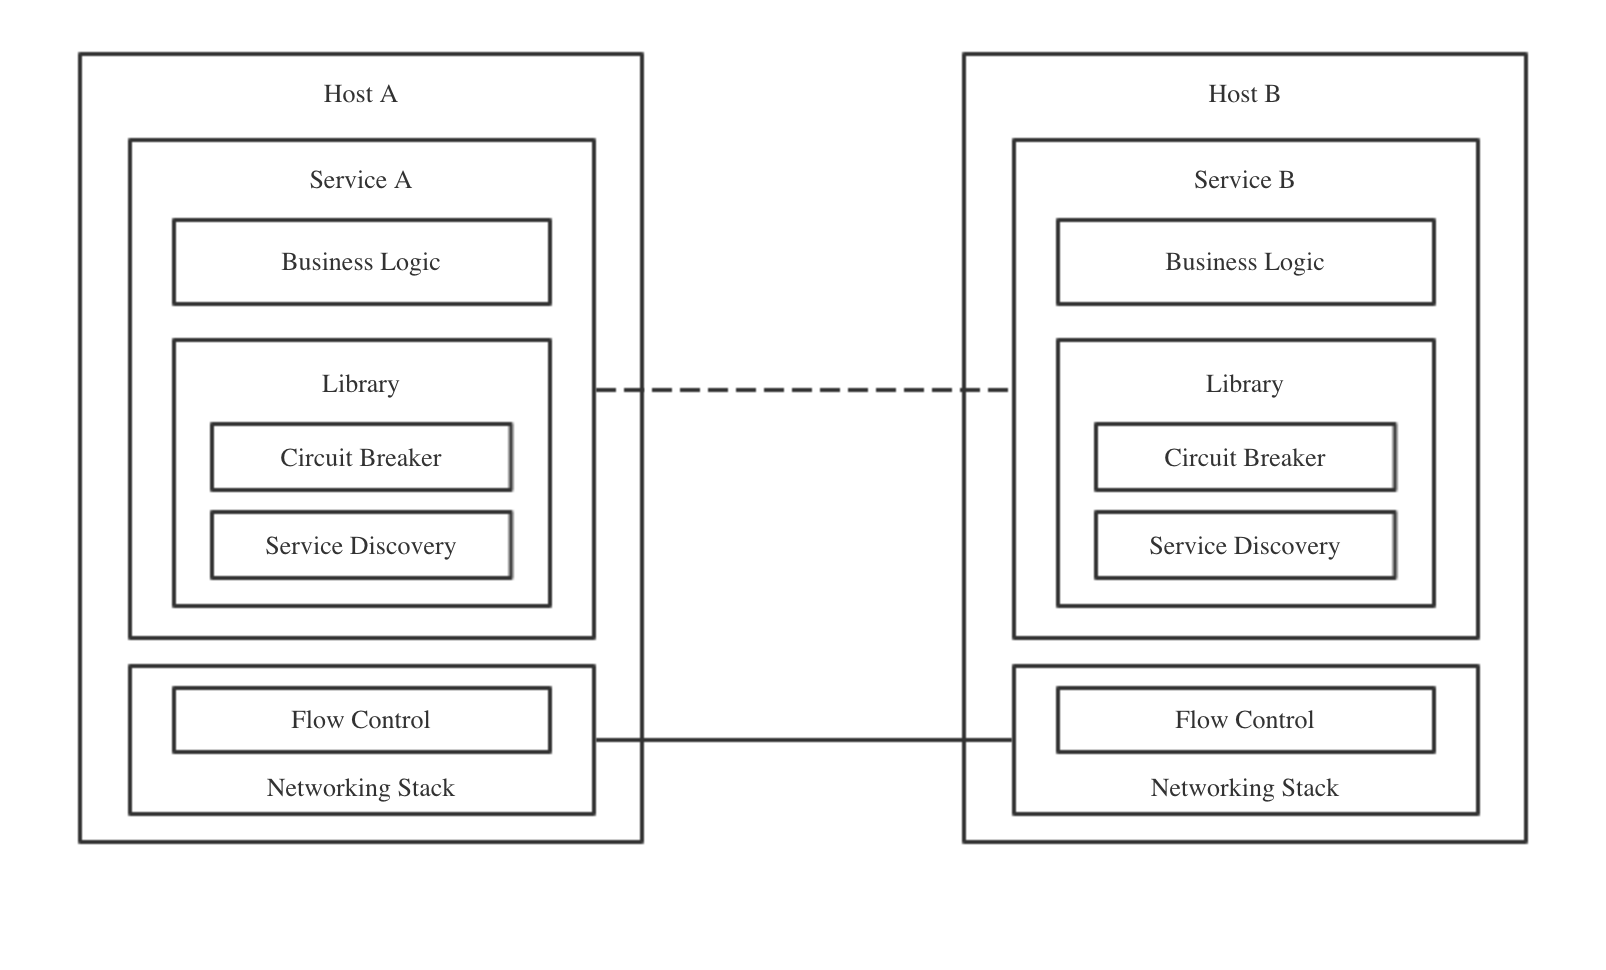 Host A
Service A
Business Logic
Library
Circuit Breaker
Service Discovery
Flow Control
Networking Stack
Host B
Service B
Business Logic
Library
Circuit Breaker
Service Discovery
Flow Control
Networking Stack